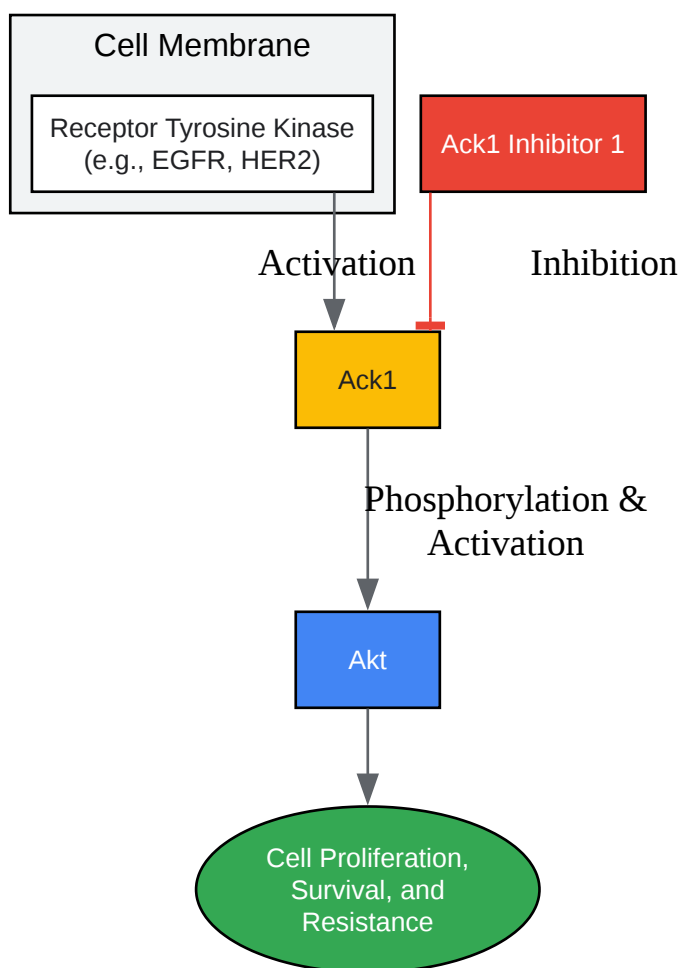 Cell Membrane
Receptor Tyrosine Kinase
(e.g., EGFR, HER2)
Ack1 Inhibitor 1
Activation
Inhibition
Ack1
Phosphorylation &
Activation
Akt
Cell Proliferation,
Survival, and
Resistance